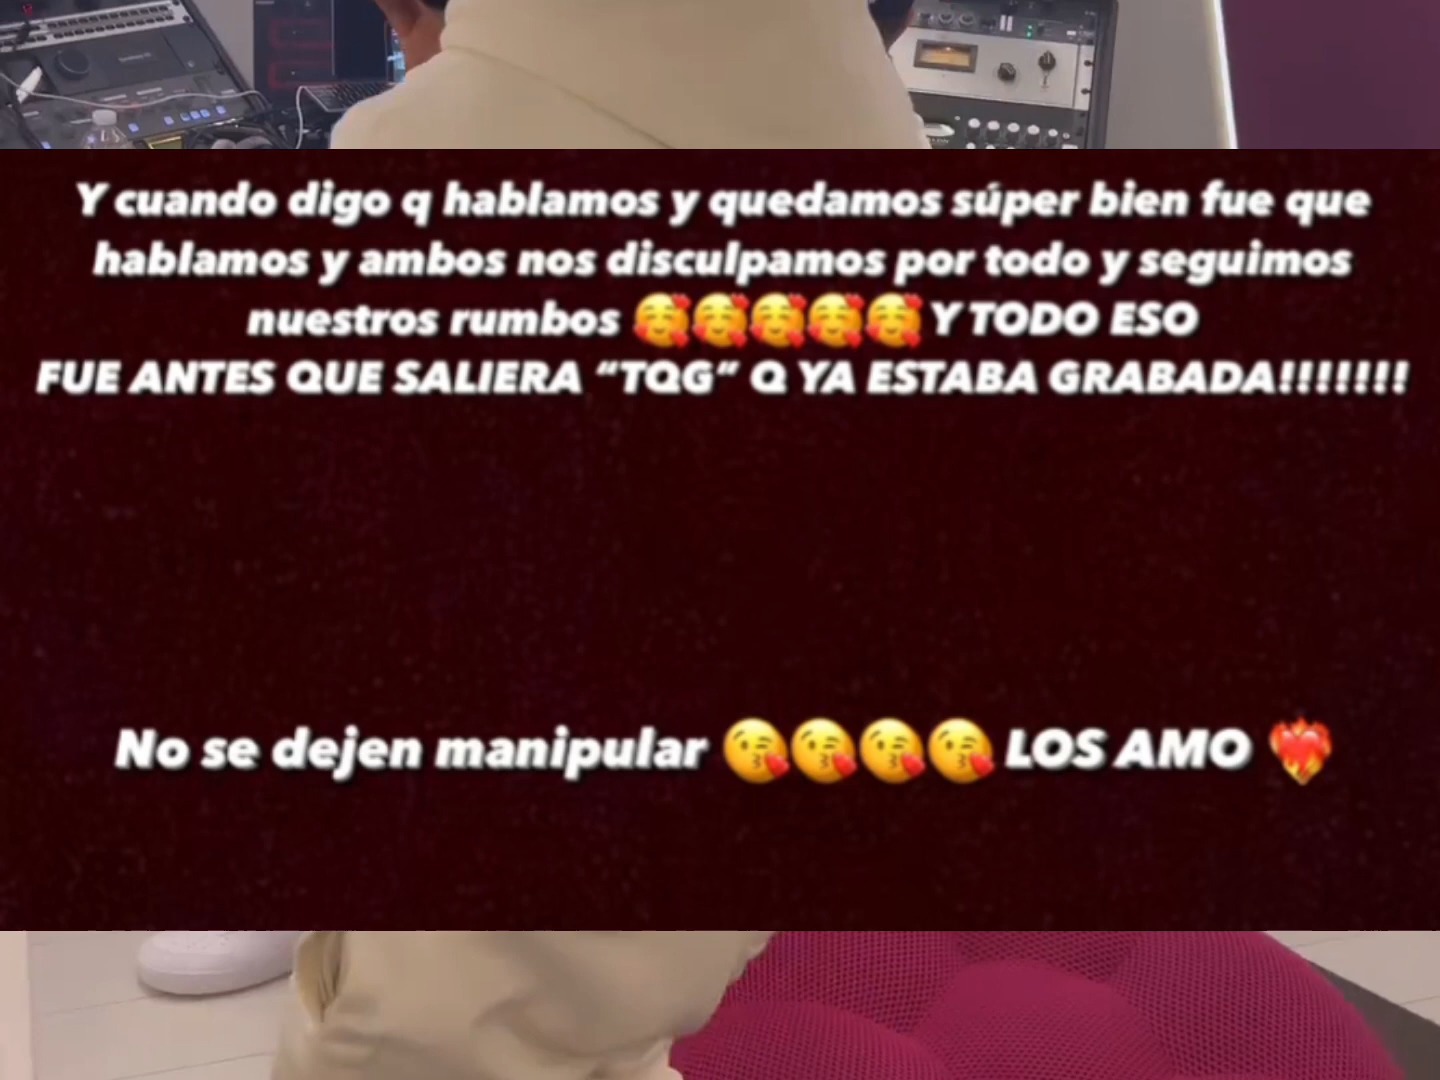 Y cuando digo q hablamos y quedamos súper bien fue que
hablamos y ambos nos disculpamos por todo y seguimos
nuestros rumbos 🥰🥰🥰🥰🥰 Y TODO ESO
FUE ANTES QUE SALIERA “TQG” Q YA ESTABA GRABADA!!!!!!!
No se dejen manipular 😘😘😘😘 LOS AMO ❤️‍🔥